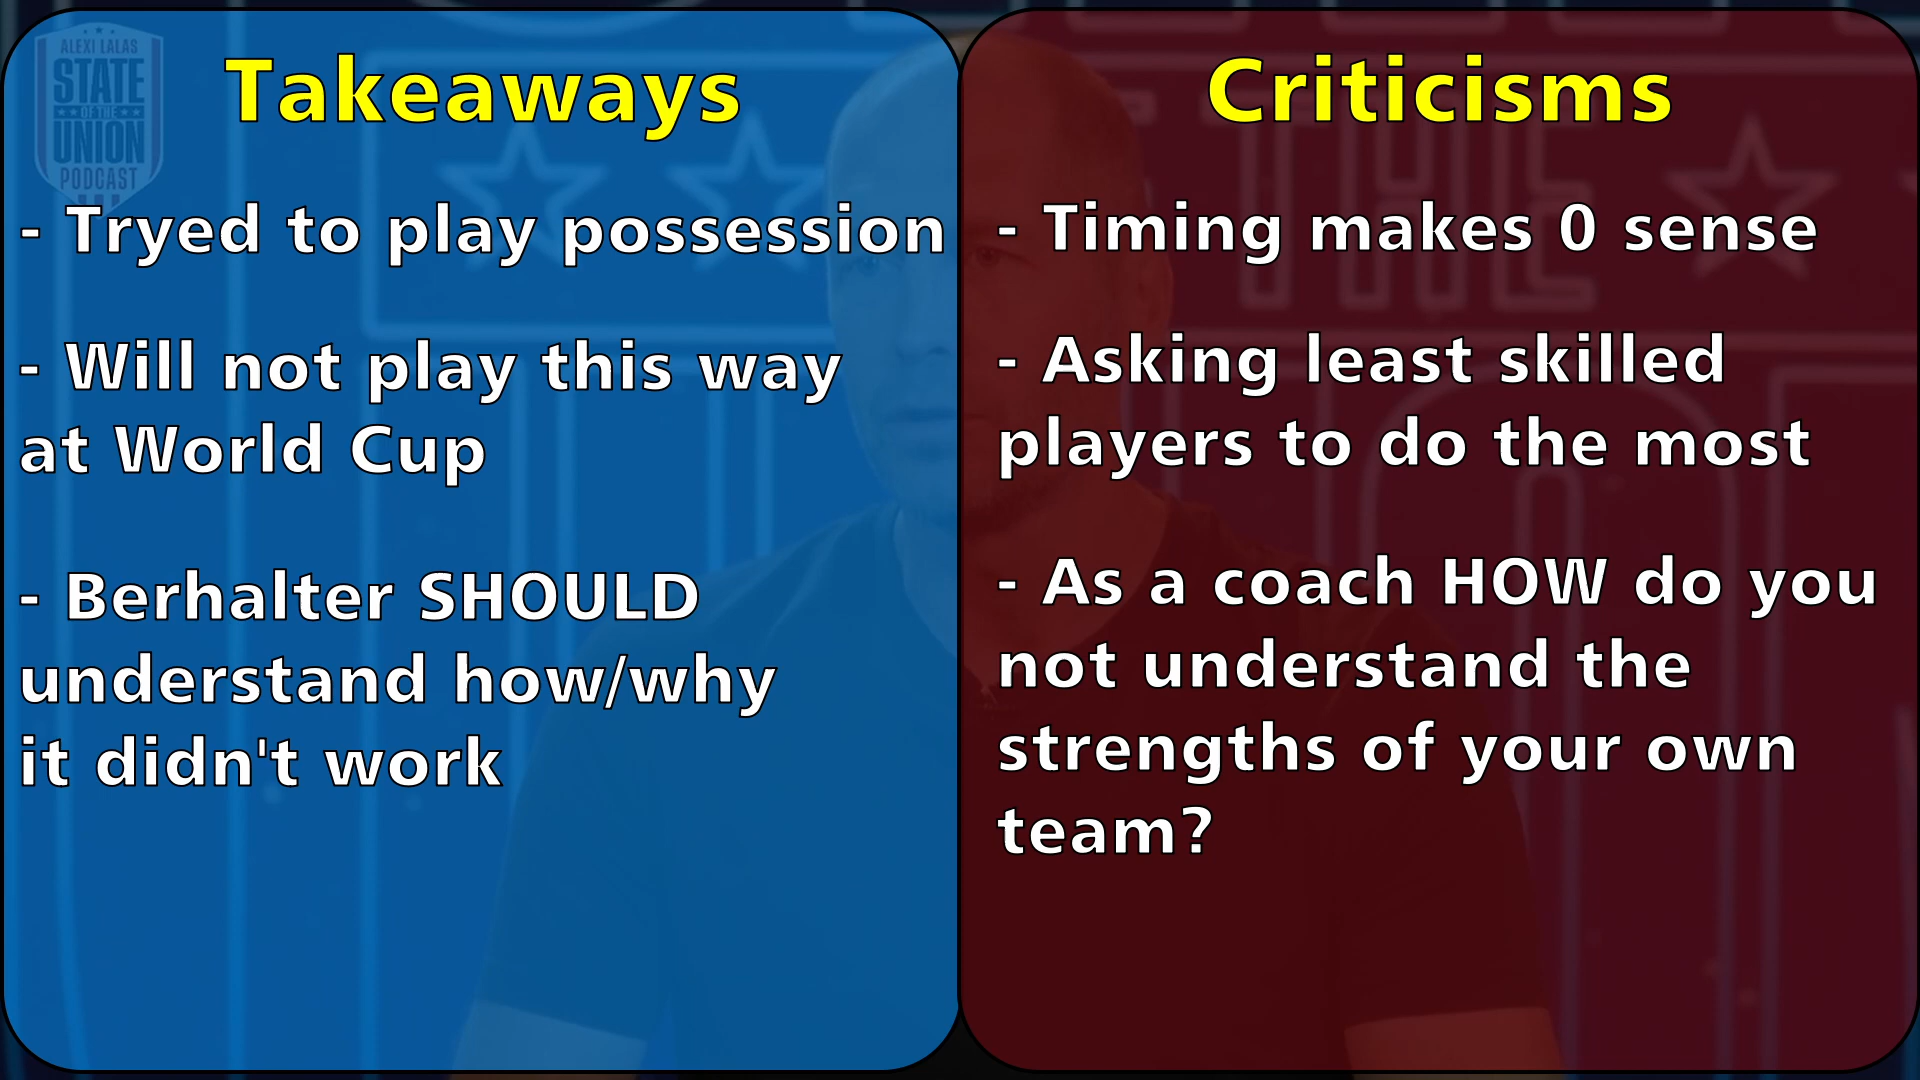 ALEXI LALAS
STATE
OF THE
UNION
PODCAST
Takeaways
- Tryed to play possession
- Will not play this way
at World Cup
- Berhalter SHOULD
understand how/why
it didn't work
Criticisms
- Timing makes 0 sense
- Asking least skilled
players to do the most
- As a coach HOW do you
not understand the
strengths of your own
team?
THE